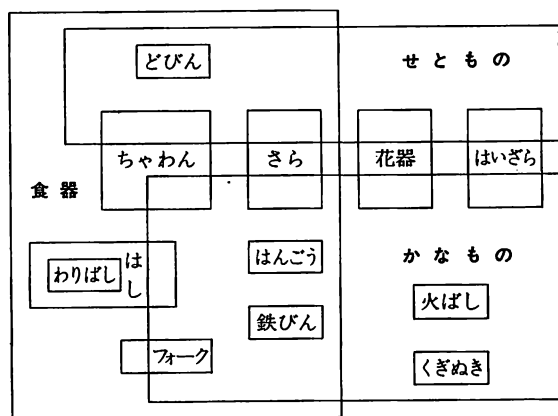 どびん
せともの
ちゃわん
さら
花器
はいざら
食器
はんごう
かなもの
わりばし
はし
火ばし
鉄びん
フォーク
くぎぬき